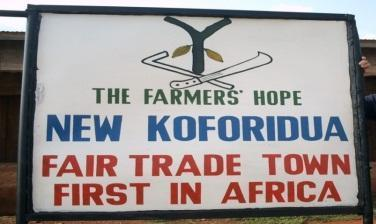 THE FARMERS' HOPE
NEW KOFORIDUA
FAIR TRADE TOWN
FIRST IN AFRICA